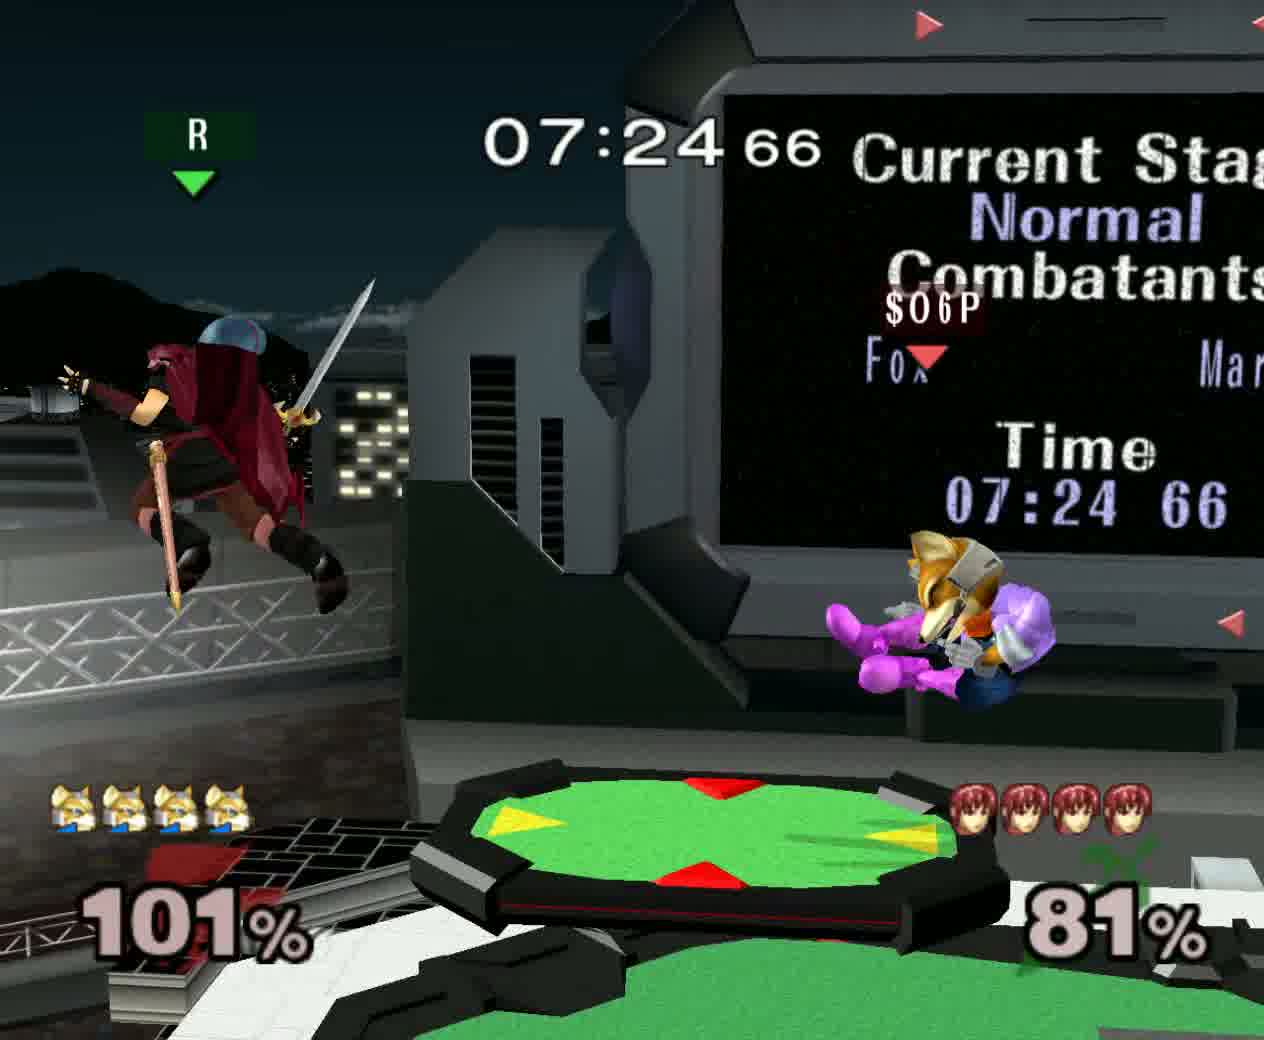 R
07:24 66
Current Stag
Normal
Combatants
$06P
Fox
Mar
Time
07:24 66
101%
81%